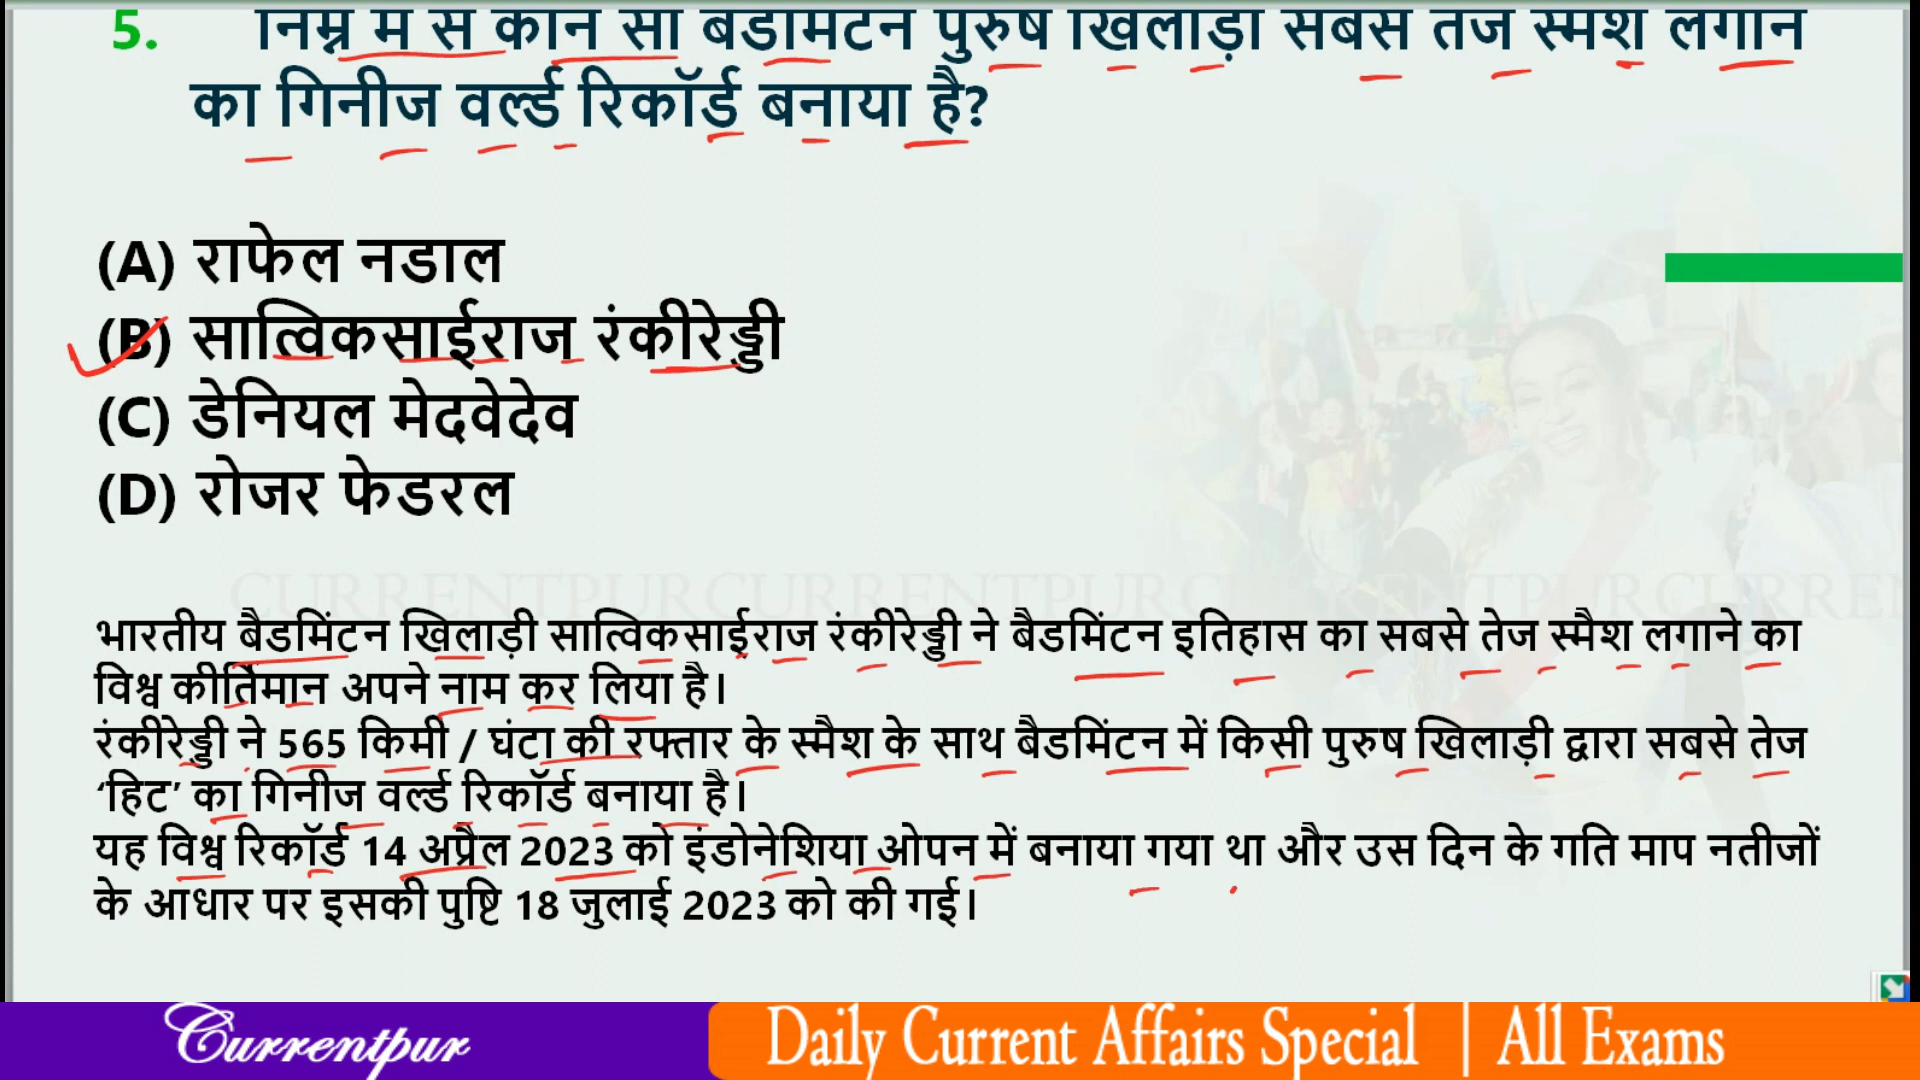 5. निम्न में से कौन सा बैडमिंटन पुरुष खिलाड़ी सबसे तेज स्मैश लगाने
का गिनीज वर्ल्ड रिकॉर्ड बनाया है?
(A) राफेल नडाल
(B) सात्विकसाईराज रंकीरेड्डी
(C) डेनियल मेदवेदेव
(D) रोजर फेडरल
CURRENTPURCURRENTPURCURRENTPURCURREN
भारतीय बैडमिंटन खिलाड़ी सात्विकसाईराज रंकीरेड्डी ने बैडमिंटन इतिहास का सबसे तेज स्मैश लगाने का
विश्व कीर्तिमान अपने नाम कर लिया है।
रंकीरेड्डी ने 565 किमी / घंटा की रफ्तार के स्मैश के साथ बैडमिंटन में किसी पुरुष खिलाड़ी द्वारा सबसे तेज
‘हिट’ का गिनीज वर्ल्ड रिकॉर्ड बनाया है।
यह विश्व रिकॉर्ड 14 अप्रैल 2023 को इंडोनेशिया ओपन में बनाया गया था और उस दिन के गति माप नतीजों
के आधार पर इसकी पुष्टि 18 जुलाई 2023 को की गई।
Currentpur Daily Current Affairs Special | All Exams